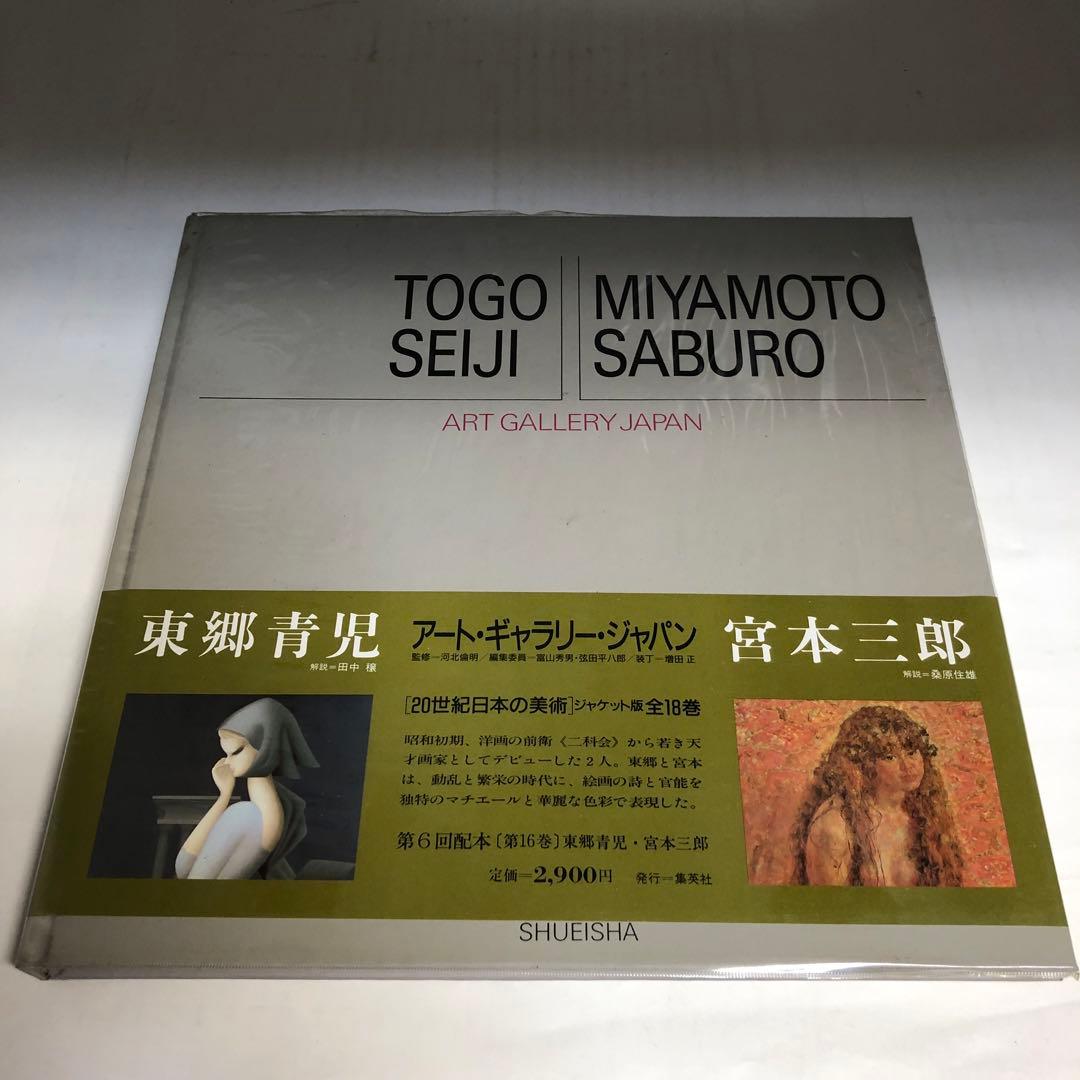 TOGO
SEIJI
MIYAMOTO
SABURO
ART GALLERY JAPAN
東郷青児
解説=田中 穣
アート・ギャラリー・ジャパン
監修=河北倫明/編集委員=富山秀男・弦田平八郎/装丁=増田 正
[20世紀日本の美術]ジャケット版 全18巻
昭和初期、洋画の前衛《二科会》から若き天
才画家としてデビューした2人。東郷と宮本
は、動乱と繁栄の時代に、絵画の詩と官能を
独特のマチエールと華麗な色彩で表現した。
第6回配本〔第16巻〕東郷青児・宮本三郎
定価=2,900円 発行=集英社
宮本三郎
解説=桑原住雄
SHUEISHA